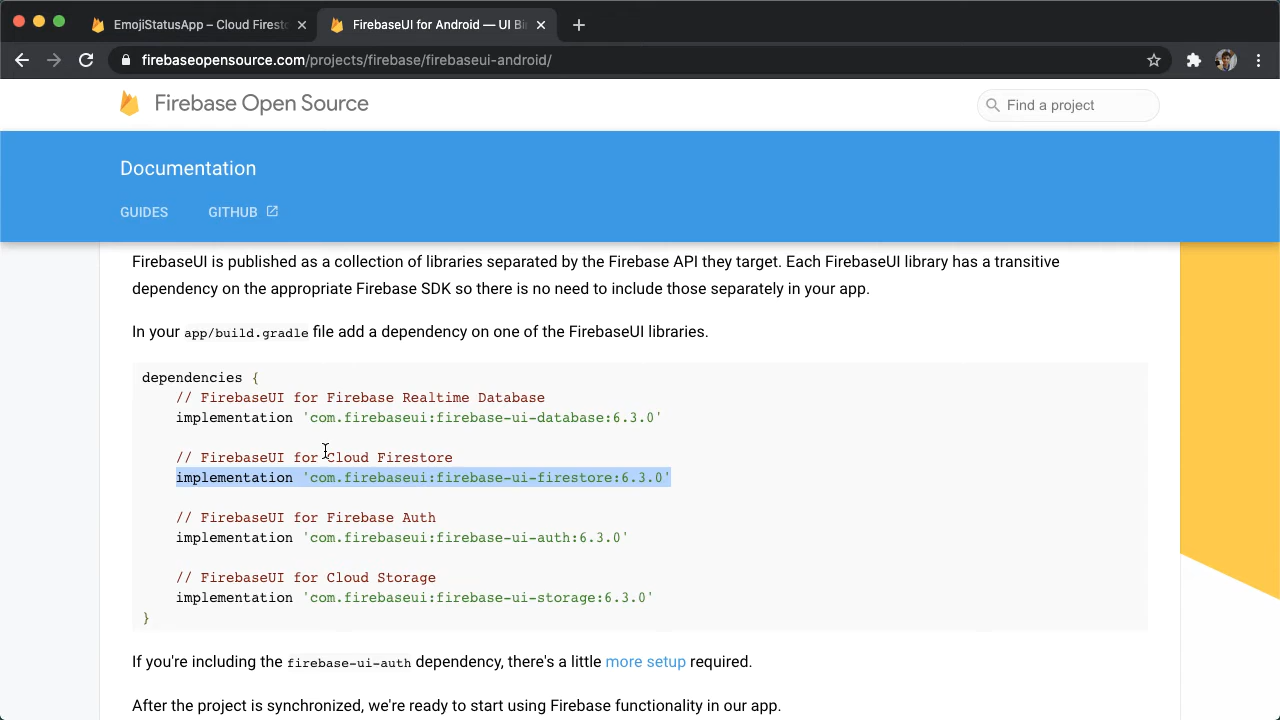 EmojiStatusApp – Cloud Firest
FirebaseUI for Android — UI Bi
firebaseopensource.com/projects/firebase/firebaseui-android/
Firebase Open Source
Find a project
Documentation
GUIDES
GITHUB
FirebaseUI is published as a collection of libraries separated by the Firebase API they target. Each FirebaseUI library has a transitive
dependency on the appropriate Firebase SDK so there is no need to include those separately in your app.
In your app/build.gradle file add a dependency on one of the FirebaseUI libraries.
dependencies {
// FirebaseUI for Firebase Realtime Database
implementation 'com.firebaseui:firebase-ui-database:6.3.0'
// FirebaseUI for Cloud Firestore
implementation 'com.firebaseui:firebase-ui-firestore:6.3.0'
// FirebaseUI for Firebase Auth
implementation 'com.firebaseui:firebase-ui-auth:6.3.0'
// FirebaseUI for Cloud Storage
implementation 'com.firebaseui:firebase-ui-storage:6.3.0'
}
If you're including the firebase-ui-auth dependency, there's a little more setup required.
After the project is synchronized, we're ready to start using Firebase functionality in our app.